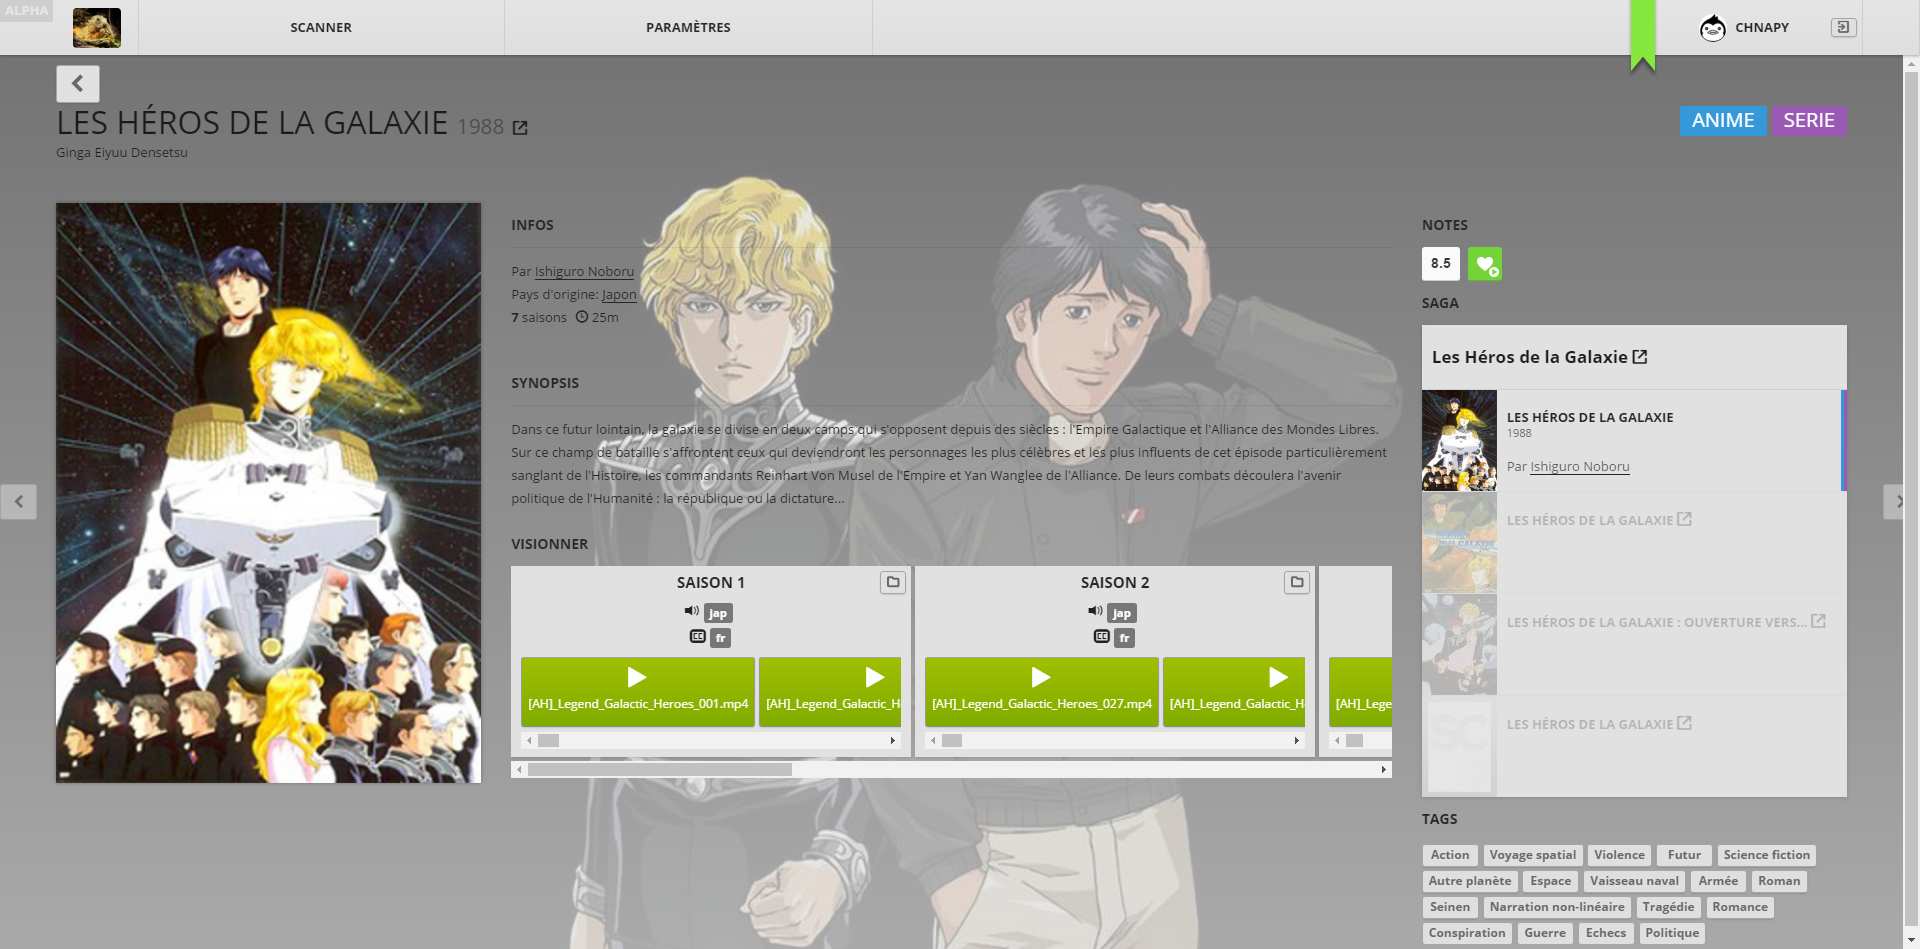 ALPHA
SCANNER
PARAMÈTRES
CHNAPY
LES HÉROS DE LA GALAXIE 1988
Ginga Eiyuu Densetsu
ANIME
SERIE
INFOS
Par Ishiguro Noboru
Pays d'origine: Japon
7 saisons 25m
SYNOPSIS
Dans ce futur lointain, la galaxie se divise en deux camps qui s'opposent depuis des siècles : l'Empire Galactique et l'Alliance des Mondes Libres.
Sur ce champ de bataille s'affrontent ceux qui deviendront les personnages les plus célèbres et les plus influents de cet épisode particulièrement
sanglant de l'Histoire, les commandants Reinhart Von Musel de l'Empire et Yan Wanglee de l'Alliance. De leurs combats découlera l'avenir
politique de l'Humanité : la république ou la dictature...
VISIONNER
SAISON 1
jap
CC fr
[AH]_Legend_Galactic_Heroes_001.mp4
[AH]_Legend_Galactic_H
SAISON 2
jap
CC fr
[AH]_Legend_Galactic_Heroes_027.mp4
[AH]_Legend_Galactic_H
[AH]_Lege
NOTES
8.5
SAGA
Les Héros de la Galaxie
LES HÉROS DE LA GALAXIE
1988
Par Ishiguro Noboru
LES HÉROS DE LA GALAXIE
LES HÉROS DE LA GALAXIE : OUVERTURE VERS...
LES HÉROS DE LA GALAXIE
SC
TAGS
Action Voyage spatial Violence Futur Science fiction
Autre planète Espace Vaisseau naval Armée Roman
Seinen Narration non-linéaire Tragédie Romance
Conspiration Guerre Echecs Politique